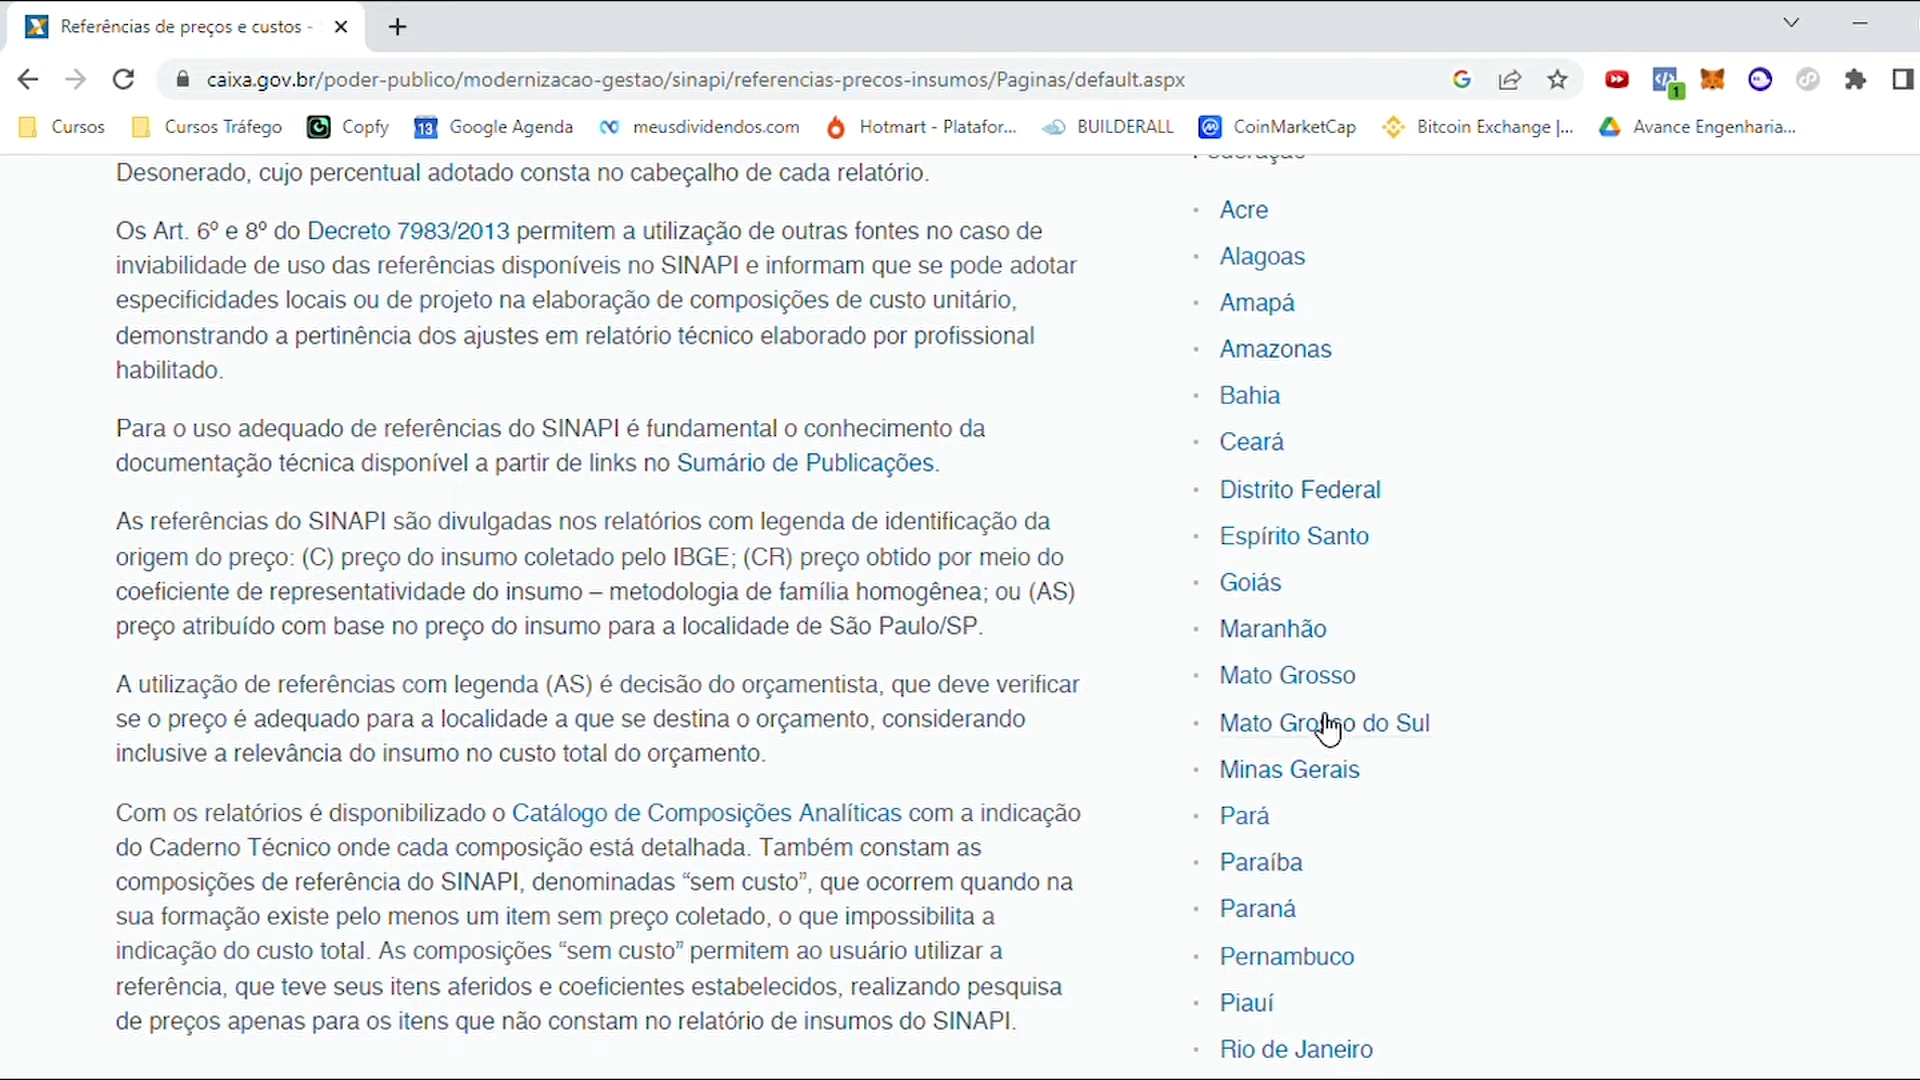 Referências de preços e custos -
caixa.gov.br/poder-publico/modernizacao-gestao/sinapi/referencias-precos-insumos/Paginas/default.aspx
1
Cursos
Cursos Tráfego
Copfy
13
Google Agenda
meusdividendos.com
Hotmart - Platafor...
BUILDERALL
CoinMarketCap
Bitcoin Exchange |...
Avance Engenharia...
Desonerado, cujo percentual adotado consta no cabeçalho de cada relatório.
Os Art. 6º e 8º do Decreto 7983/2013 permitem a utilização de outras fontes no caso de
inviabilidade de uso das referências disponíveis no SINAPI e informam que se pode adotar
especificidades locais ou de projeto na elaboração de composições de custo unitário,
demonstrando a pertinência dos ajustes em relatório técnico elaborado por profissional
habilitado.
Para o uso adequado de referências do SINAPI é fundamental o conhecimento da
documentação técnica disponível a partir de links no Sumário de Publicações.
As referências do SINAPI são divulgadas nos relatórios com legenda de identificação da
origem do preço: (C) preço do insumo coletado pelo IBGE; (CR) preço obtido por meio do
coeficiente de representatividade do insumo – metodologia de família homogênea; ou (AS)
preço atribuído com base no preço do insumo para a localidade de São Paulo/SP.
A utilização de referências com legenda (AS) é decisão do orçamentista, que deve verificar
se o preço é adequado para a localidade a que se destina o orçamento, considerando
inclusive a relevância do insumo no custo total do orçamento.
Com os relatórios é disponibilizado o Catálogo de Composições Analíticas com a indicação
do Caderno Técnico onde cada composição está detalhada. Também constam as
composições de referência do SINAPI, denominadas “sem custo”, que ocorrem quando na
sua formação existe pelo menos um item sem preço coletado, o que impossibilita a
indicação do custo total. As composições “sem custo” permitem ao usuário utilizar a
referência, que teve seus itens aferidos e coeficientes estabelecidos, realizando pesquisa
de preços apenas para os itens que não constam no relatório de insumos do SINAPI.
Federação
Acre
Alagoas
Amapá
Amazonas
Bahia
Ceará
Distrito Federal
Espírito Santo
Goiás
Maranhão
Mato Grosso
Mato Grosso do Sul
Minas Gerais
Pará
Paraíba
Paraná
Pernambuco
Piauí
Rio de Janeiro